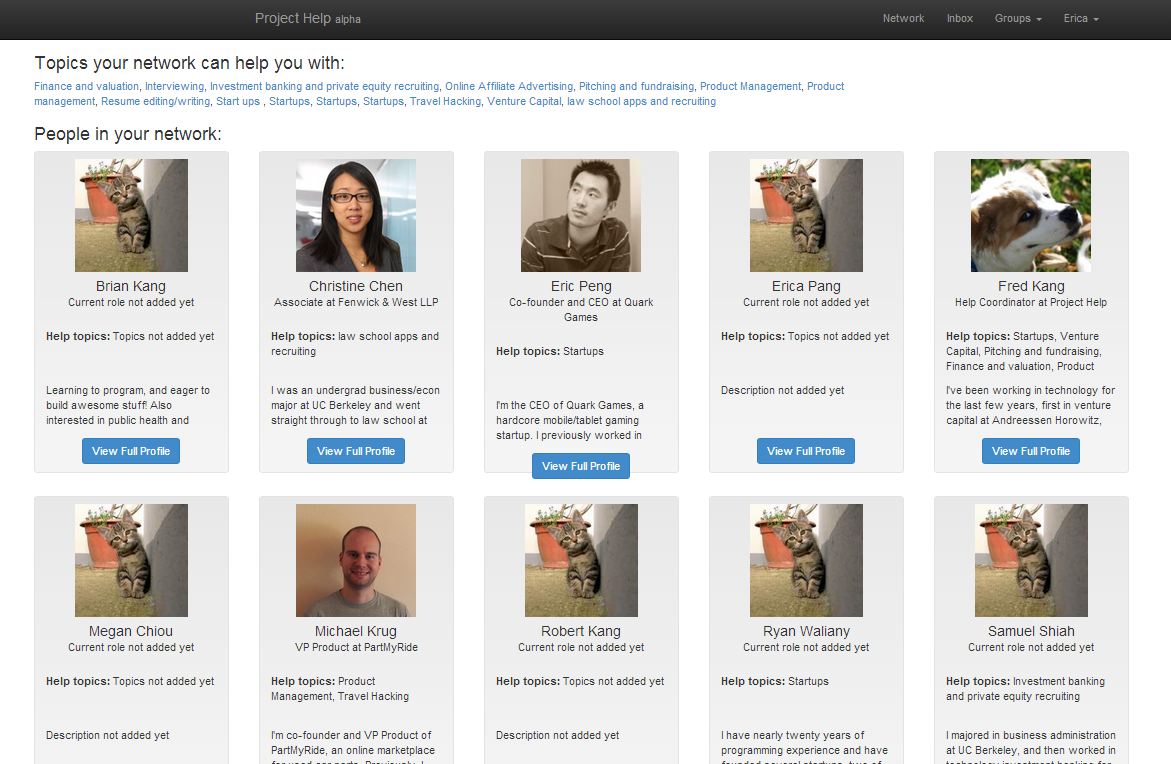 Project Help alpha
Network Inbox Groups Erica
Topics your network can help you with:
Finance and valuation, Interviewing, Investment banking and private equity recruiting, Online Affiliate Advertising, Pitching and fundraising, Product Management, Product
management, Resume editing/writing, Start ups , Startups, Startups, Startups, Travel Hacking, Venture Capital, law school apps and recruiting
People in your network:
Brian Kang
Current role not added yet
Help topics: Topics not added yet
Learning to program, and eager to
build awesome stuff! Also
interested in public health and
View Full Profile
Christine Chen
Associate at Fenwick & West LLP
Help topics: law school apps and
recruiting
I was an undergrad business/econ
major at UC Berkeley and went
straight through to law school at
View Full Profile
Eric Peng
Co-founder and CEO at Quark
Games
Help topics: Startups
I'm the CEO of Quark Games, a
hardcore mobile/tablet gaming
startup. I previously worked in
View Full Profile
Erica Pang
Current role not added yet
Help topics: Topics not added yet
Description not added yet
View Full Profile
Fred Kang
Help Coordinator at Project Help
Help topics: Startups, Venture
Capital, Pitching and fundraising,
Finance and valuation, Product
I've been working in technology for
the last few years, first in venture
capital at Andreessen Horowitz,
View Full Profile
Megan Chiou
Current role not added yet
Help topics: Topics not added yet
Description not added yet
Michael Krug
VP Product at PartMyRide
Help topics: Product
Management, Travel Hacking
I'm co-founder and VP Product of
PartMyRide, an online marketplace
for used car parts. Previously, I
Robert Kang
Current role not added yet
Help topics: Topics not added yet
Description not added yet
Ryan Waliany
Current role not added yet
Help topics: Startups
I have nearly twenty years of
programming experience and have
founded several startups, two of
Samuel Shiah
Current role not added yet
Help topics: Investment banking
and private equity recruiting
I majored in business administration
at UC Berkeley, and then worked in
technology investment banking for